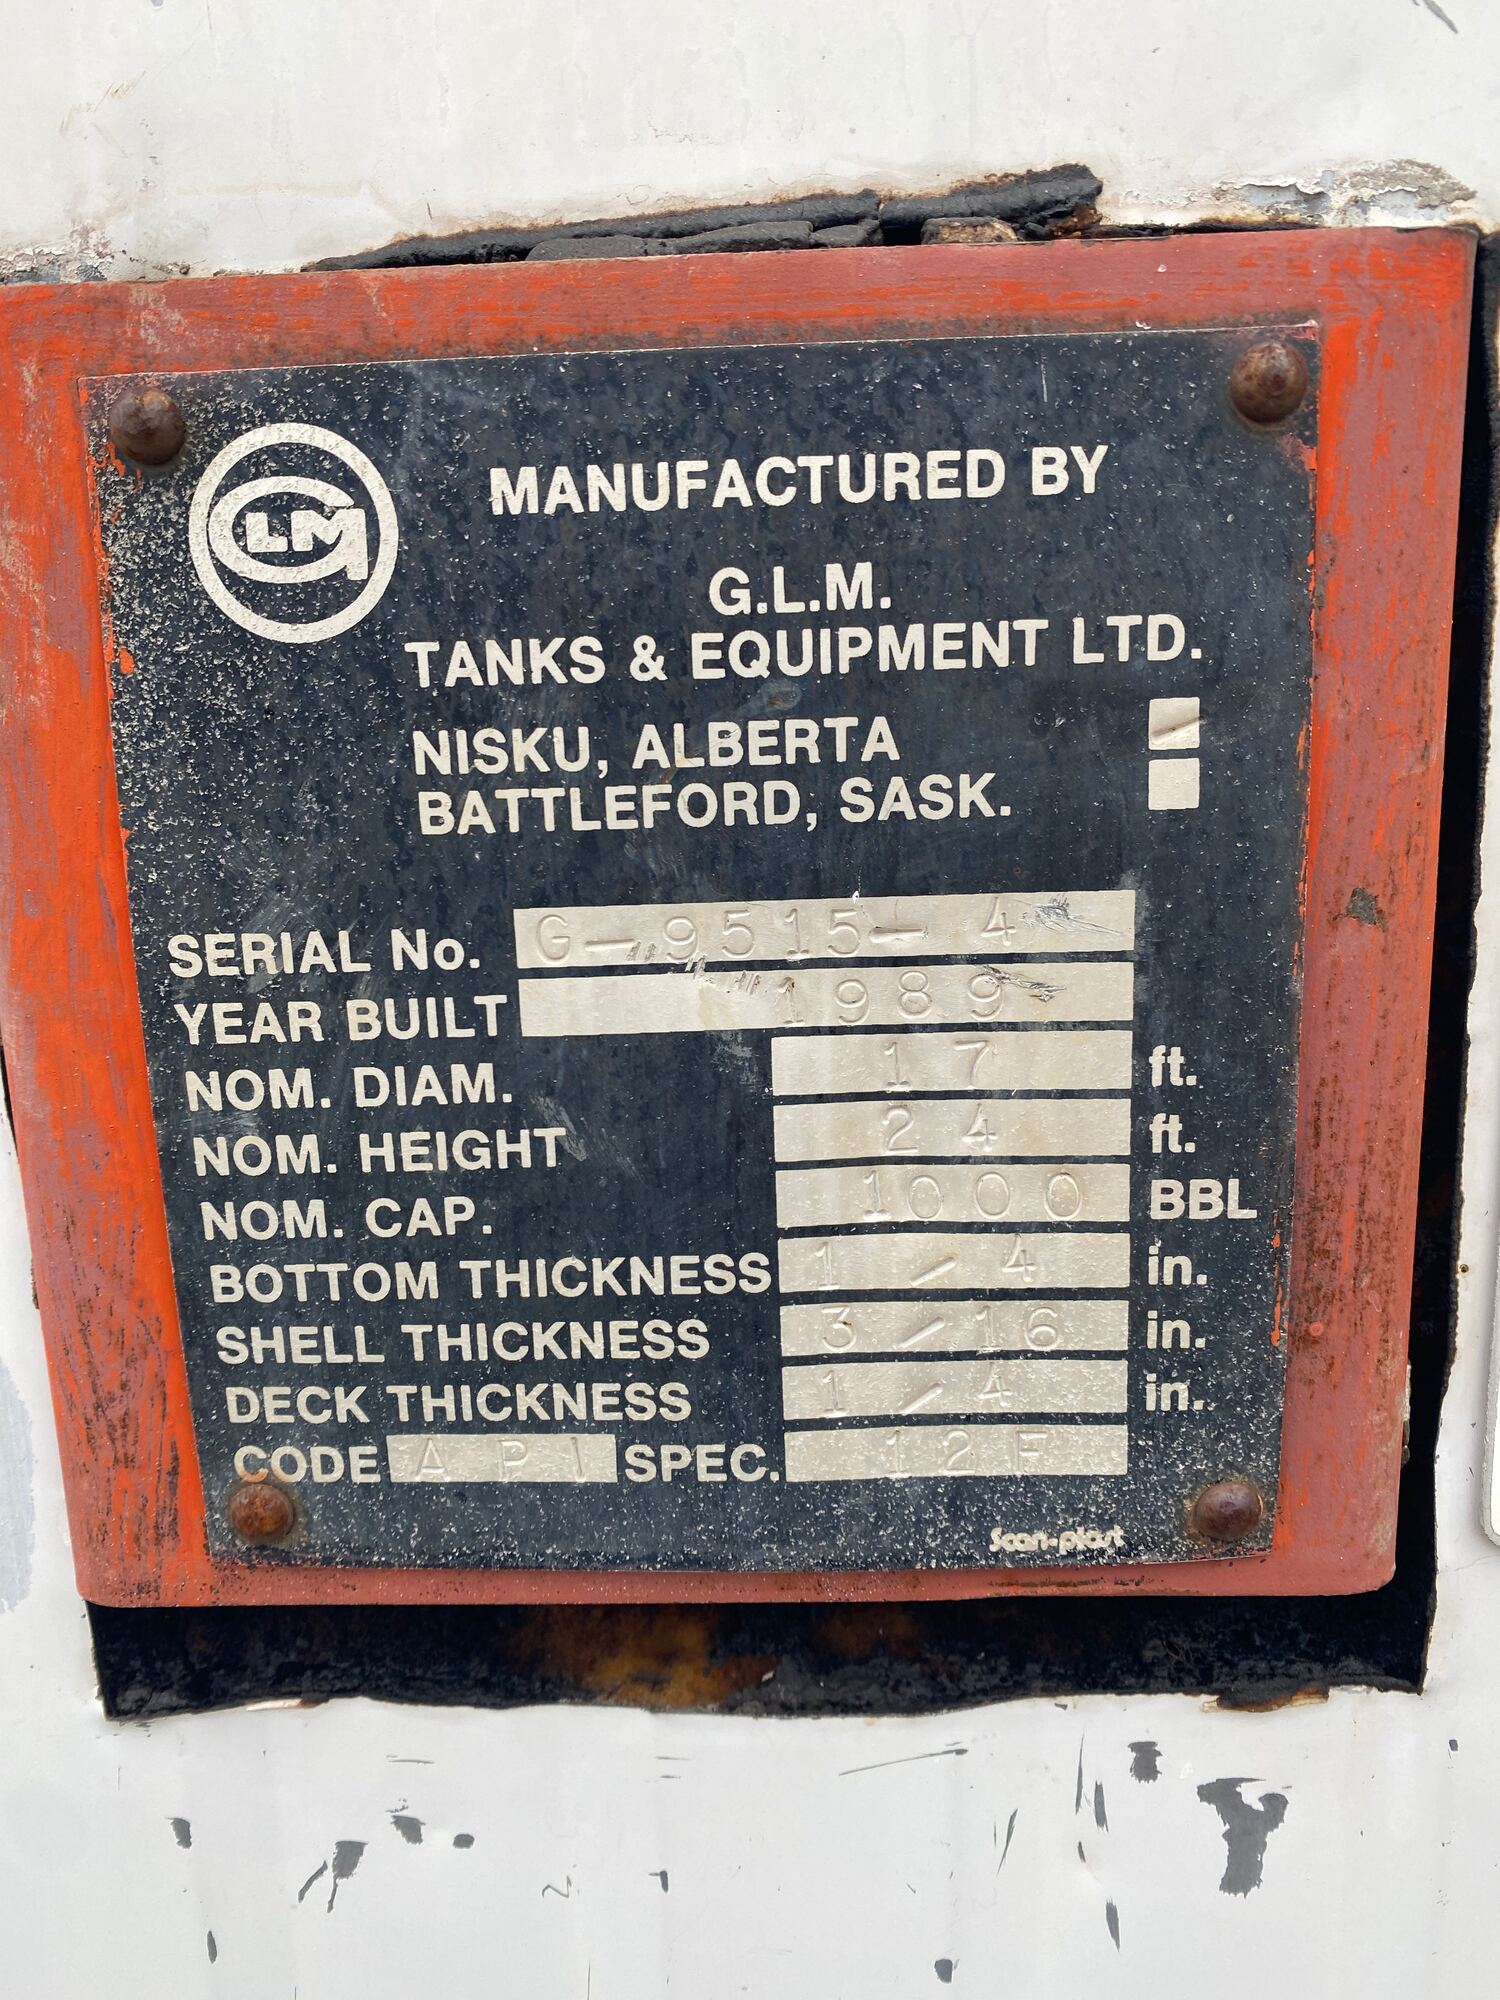 GLM
MANUFACTURED BY
G.L.M.
TANKS & EQUIPMENT LTD.
NISKU, ALBERTA
BATTLEFORD, SASK.
SERIAL No. G-9515-4
YEAR BUILT 1989
NOM. DIAM. 17 ft.
NOM. HEIGHT 24 ft.
NOM. CAP. 1000 BBL
BOTTOM THICKNESS 1/4 in.
SHELL THICKNESS 3/16 in.
DECK THICKNESS 1/4 in.
CODE API SPEC. 12F
Scan-plast